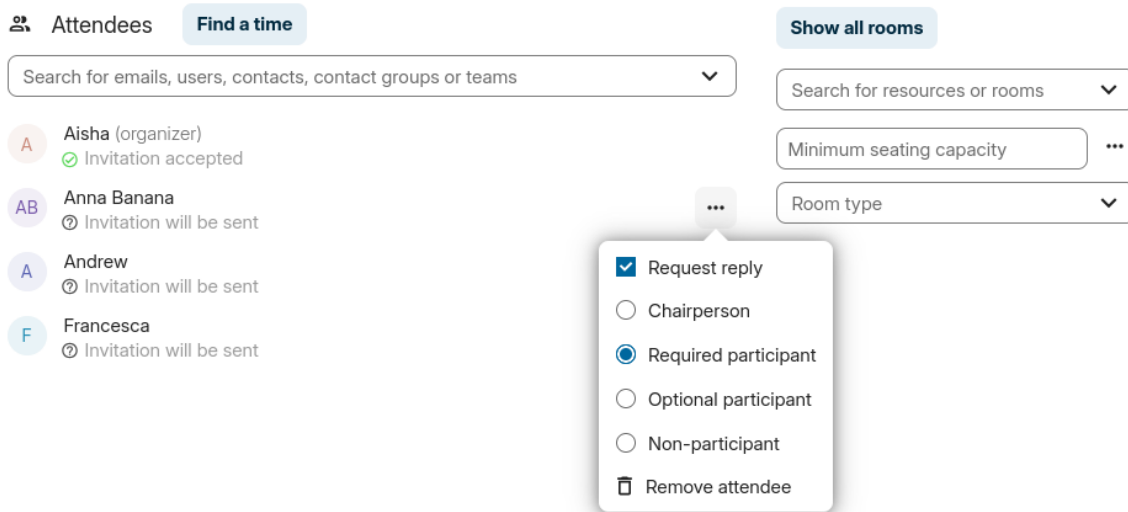 Attendees
Find a time
Search for emails, users, contacts, contact groups or teams
A
Aisha (organizer)
Invitation accepted
AB
Anna Banana
Invitation will be sent
A
Andrew
Invitation will be sent
F
Francesca
Invitation will be sent
Request reply
Chairperson
Required participant
Optional participant
Non-participant
Remove attendee
Show all rooms
Search for resources or rooms
Minimum seating capacity
Room type